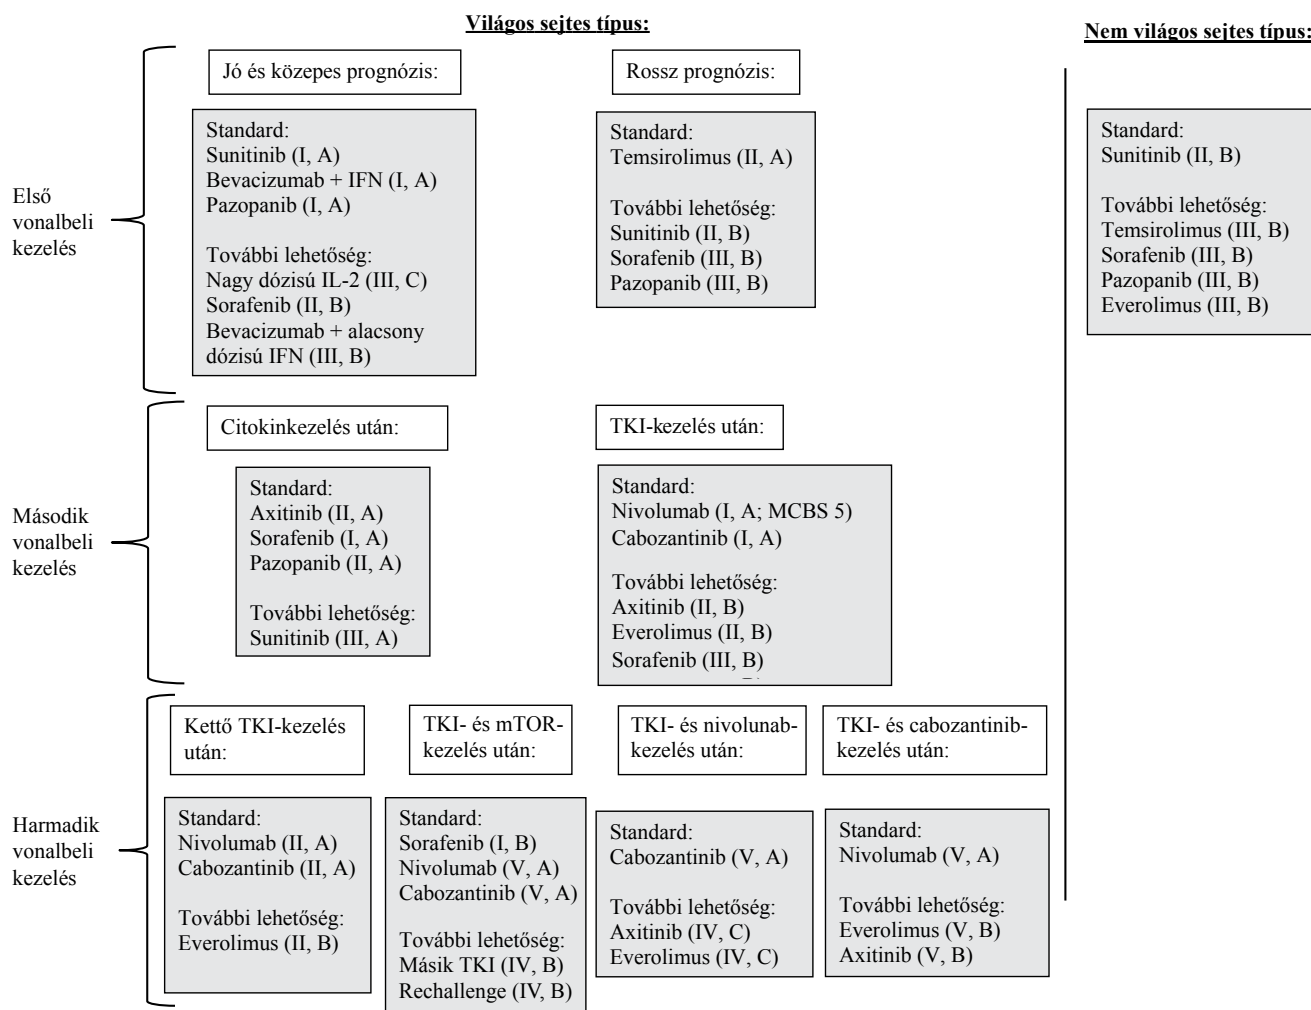 Világos sejtes típus:
Nem világos sejtes típus:
Első
vonalbeli
kezelés
Jó és közepes prognózis:
Standard:
Sunitinib (I, A)
Bevacizumab + IFN (I, A)
Pazopanib (I, A)
További lehetőség:
Nagy dózisú IL-2 (III, C)
Sorafenib (II, B)
Bevacizumab + alacsony
dózisú IFN (III, B)
Rossz prognózis:
Standard:
Temsirolimus (II, A)
További lehetőség:
Sunitinib (II, B)
Sorafenib (III, B)
Pazopanib (III, B)
Standard:
Sunitinib (II, B)
További lehetőség:
Temsirolimus (III, B)
Sorafenib (III, B)
Pazopanib (III, B)
Everolimus (III, B)
Második
vonalbeli
kezelés
Citokinkezelés után:
Standard:
Axitinib (II, A)
Sorafenib (I, A)
Pazopanib (II, A)
További lehetőség:
Sunitinib (III, A)
TKI-kezelés után:
Standard:
Nivolumab (I, A; MCBS 5)
Cabozantinib (I, A)
További lehetőség:
Axitinib (II, B)
Everolimus (II, B)
Sorafenib (III, B)
Harmadik
vonalbeli
kezelés
Kettő TKI-kezelés
után:
Standard:
Nivolumab (II, A)
Cabozantinib (II, A)
További lehetőség:
Everolimus (II, B)
TKI- és mTOR-
kezelés után:
Standard:
Sorafenib (I, B)
Nivolumab (V, A)
Cabozantinib (V, A)
További lehetőség:
Másik TKI (IV, B)
Rechallenge (IV, B)
TKI- és nivolunab-
kezelés után:
Standard:
Cabozantinib (V, A)
További lehetőség:
Axitinib (IV, C)
Everolimus (IV, C)
TKI- és cabozantinib-
kezelés után:
Standard:
Nivolumab (V, A)
További lehetőség:
Everolimus (V, B)
Axitinib (V, B)